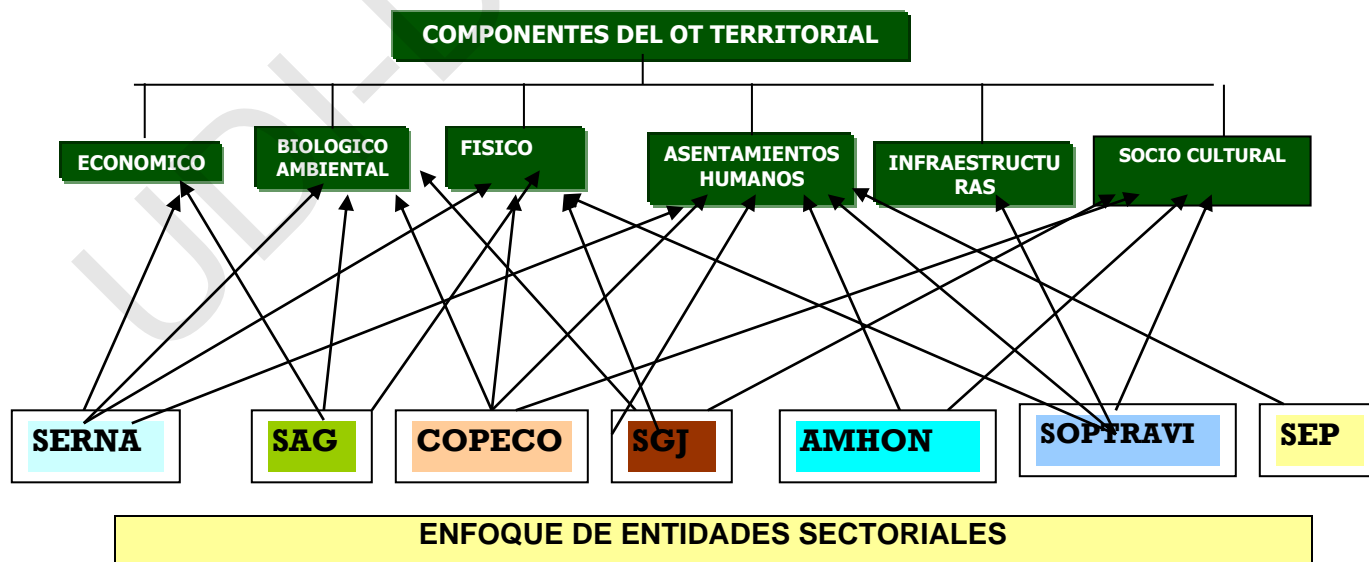 COMPONENTES DEL OT TERRITORIAL
ECONOMICO
BIOLOGICO
AMBIENTAL
FISICO
ASENTAMIENTOS
HUMANOS
INFRAESTRUCTU
RAS
SOCIO CULTURAL
SERNA
SAG
COPECO
SGJ
AMHON
SOPTRAVI
SEP
ENFOQUE DE ENTIDADES SECTORIALES